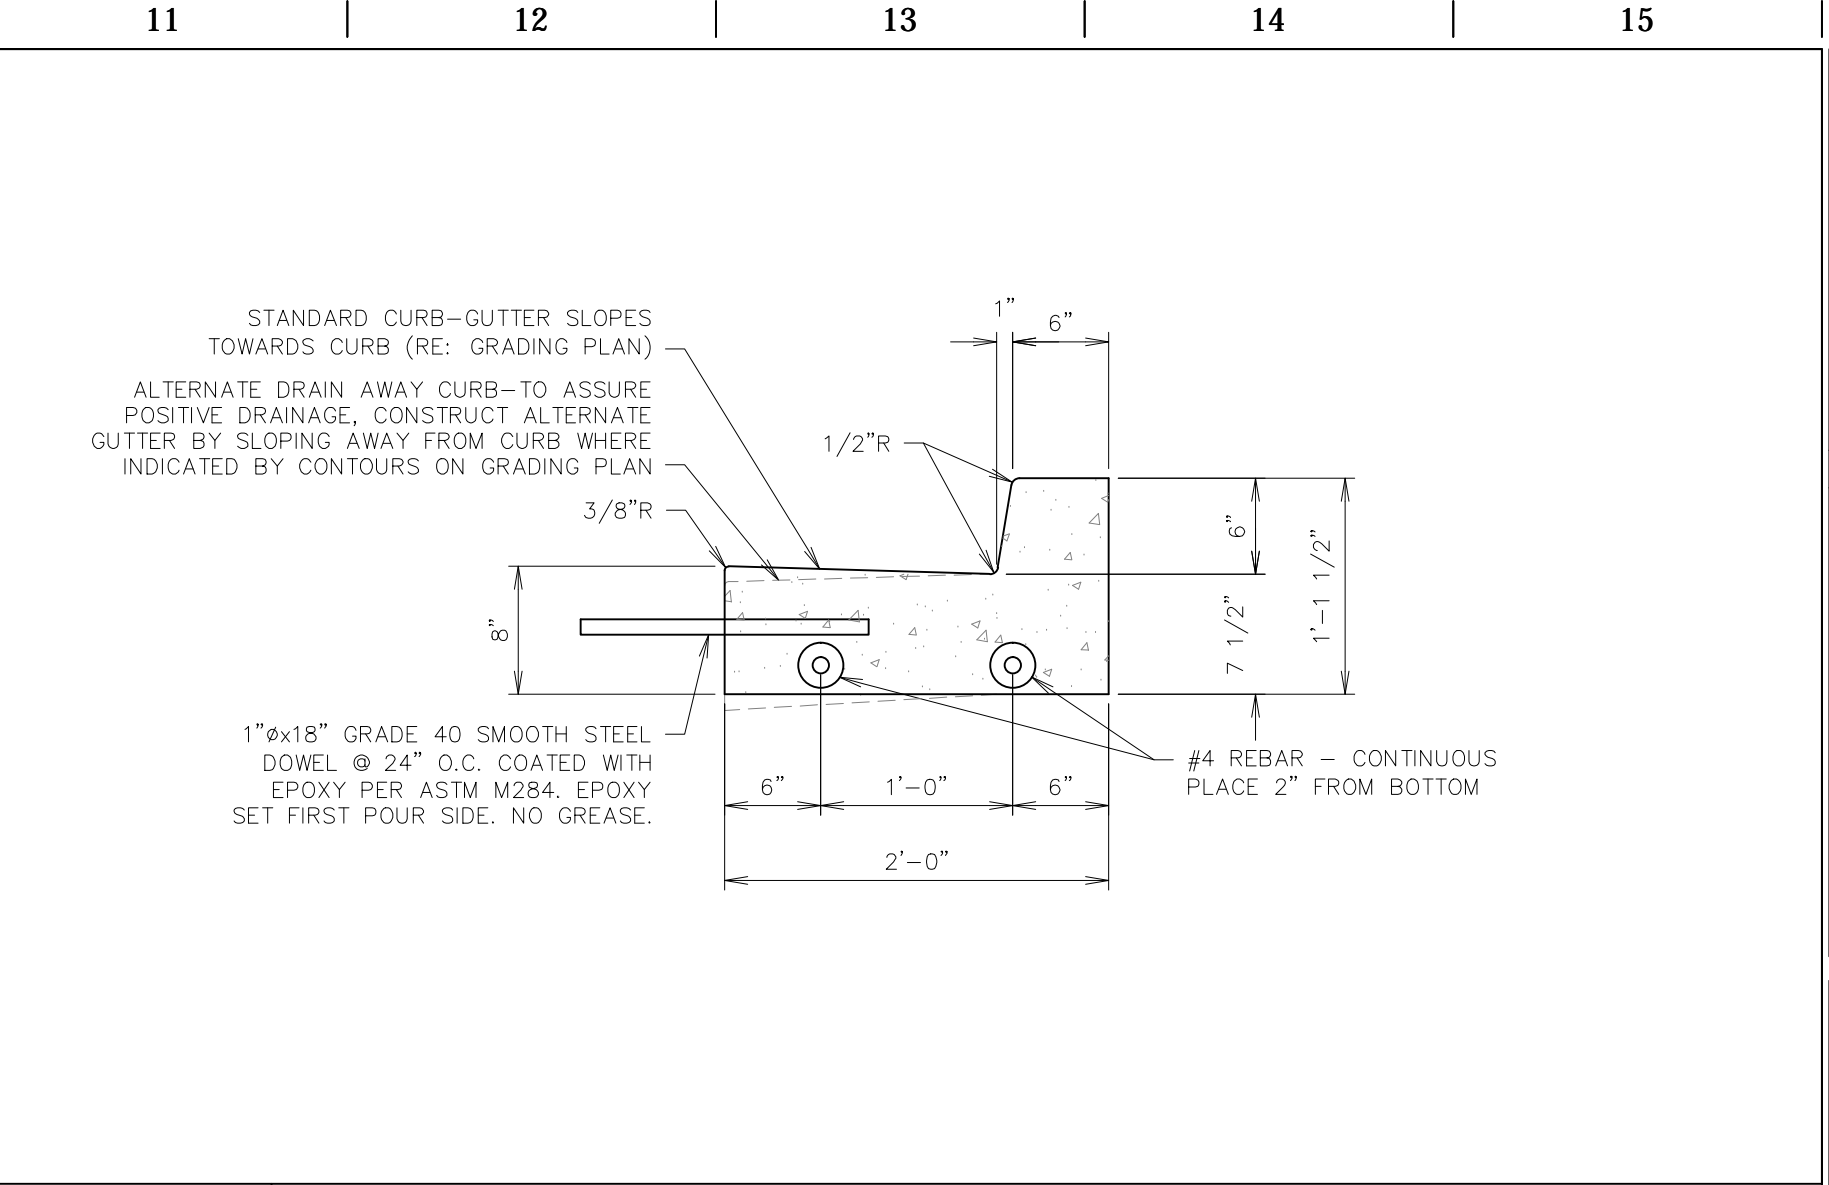 11 12 13 14 15
STANDARD CURB-GUTTER SLOPES
TOWARDS CURB (RE: GRADING PLAN)
ALTERNATE DRAIN AWAY CURB-TO ASSURE
POSITIVE DRAINAGE, CONSTRUCT ALTERNATE
GUTTER BY SLOPING AWAY FROM CURB WHERE
INDICATED BY CONTOURS ON GRADING PLAN
3/8"R
1"
6"
1/2"R
6"
1'-1 1/2"
7 1/2"
8"
1"øx18" GRADE 40 SMOOTH STEEL
DOWEL @ 24" O.C. COATED WITH
EPOXY PER ASTM M284. EPOXY
SET FIRST POUR SIDE. NO GREASE.
#4 REBAR - CONTINUOUS
PLACE 2" FROM BOTTOM
6" 1'-0" 6"
2'-0"